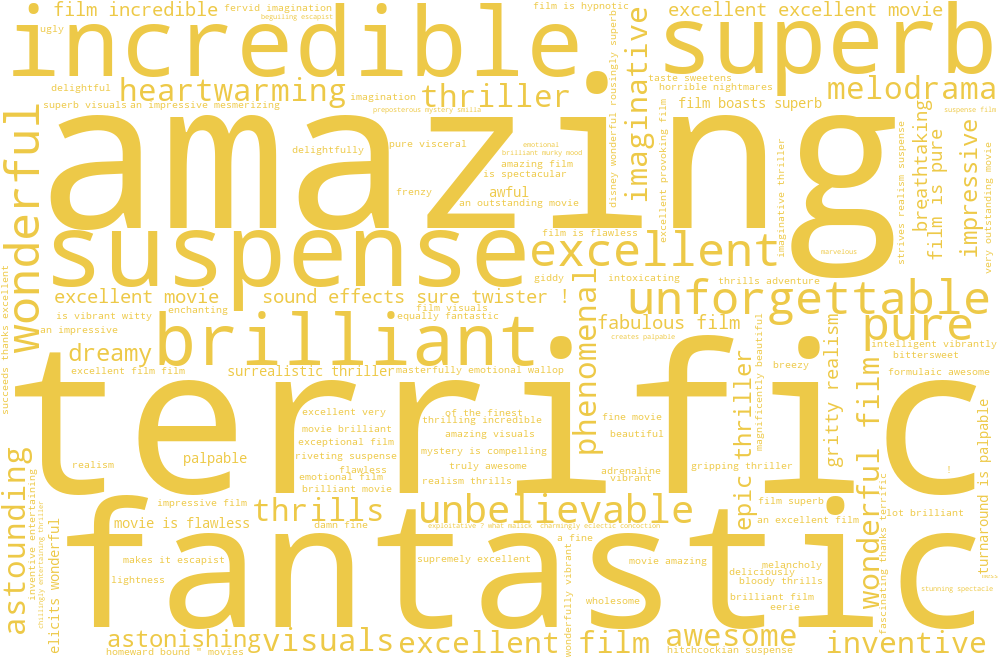 film incredible
fervid imagination
beguiling escapist
film is hypnotic
excellent excellent movie
ugly
incredible
superb
delightful
heartwarming
imagination
thriller
imaginative
disney wonderful rousingly superb
taste sweetens
horrible nightmares
melodrama
superb visuals
an impressive mesmerizing
preposterous mystery smilla
film boasts superb
suspense film
wonderful
amazing
delightfully
pure visceral
emotional
brilliant murky mood
amazing film
is spectacular
frenzy
awful
an outstanding movie
excellent provoking film
imaginative thriller
strives realism suspense
breathtaking
film is pure
impressive
very outstanding movie
suspense
film is flawless
excellent
marvelous
giddy
intoxicating
thrills adventure
succeeds thanks excellent
excellent movie
sound effects sure twister !
phenomenal
unforgettable
is vibrant witty
enchanting
film visuals
equally fantastic
an impressive
brilliant
fabulous film
creates palpable
magnificently beautiful
gritty realism
pure
intelligent vibrantly
bittersweet
dreamy
excellent film film
surrealistic thriller
masterfully emotional wallop
epic thriller
breezy
wonderful film
formulaic awesome
terrific
excellent very
of the finest
fine movie
movie brilliant
thrilling incredible
amazing visuals
beautiful
exceptional film
riveting suspense
mystery is compelling
realism
palpable
flawless
truly awesome
adrenaline
gripping thriller
emotional film
realism thrills
vibrant
brilliant movie
!
turnaround is palpable
astounding
inventive entertaining
chillingly entertaining thriller
impressive film
thrills
unbelievable
film superb
lot brilliant
elicits wonderful
movie is flawless
damn fine
exploitative ? what malick
charmingly eclectic concoction
an excellent film
fascinating thanks terrific
fantastic
a fine
makes it escapist
supremely excellent
wonderfully vibrant
movie amazing
melancholy
deliciously
lightness
bloody thrills
stunning spectacle
wholesome
brilliant film
eerie
astonishing
visuals
excellent film
awesome
inventive
homeward bound " movies
hitchcockian suspense